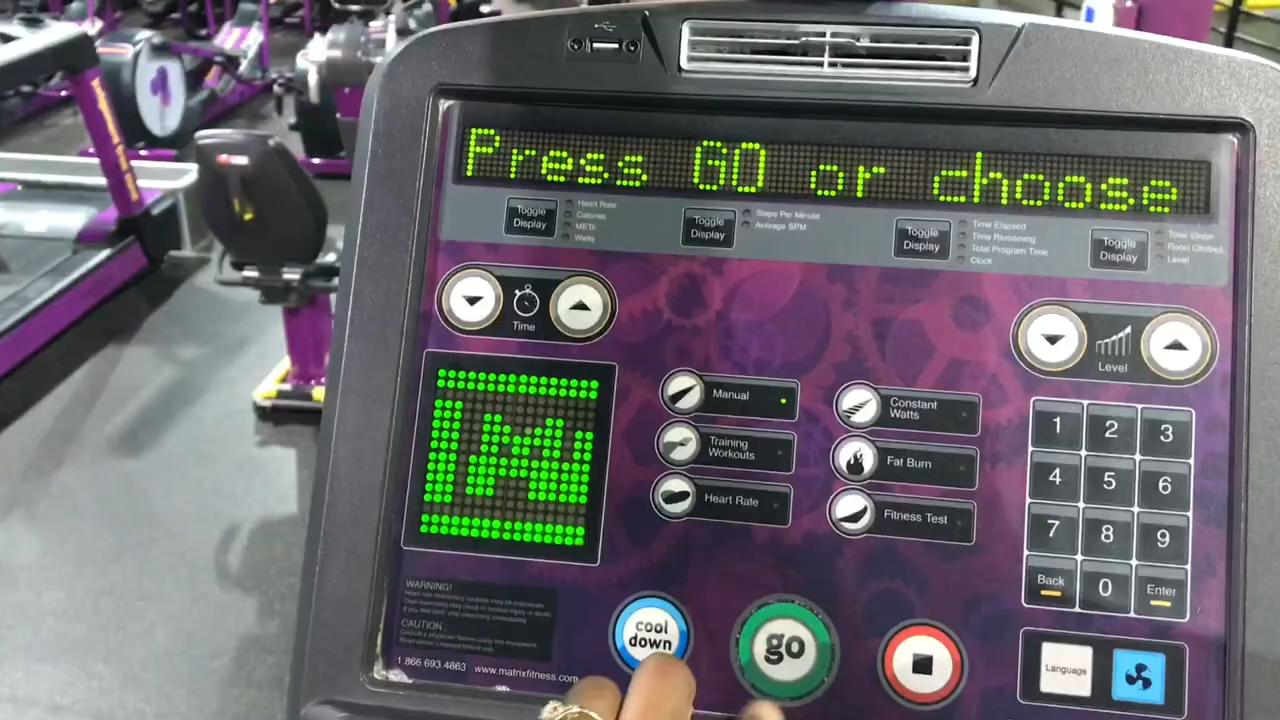 Press GO or choose
Toggle Display
Heart Rate
Calories
METs
Watts
Toggle Display
Steps Per Minute
Average SPM
Toggle Display
Time Elapsed
Time Remaining
Total Program Time
Clock
Toggle Display
Floors Climbed
Level
Time
Level
Manual
Constant Watts
Training Workouts
Fat Burn
Heart Rate
Fitness Test
1 2 3
4 5 6
7 8 9
Back 0 Enter
WARNING!
CAUTION:
cool down
go
Language
1.866.693.4863 www.matrixfitness.com